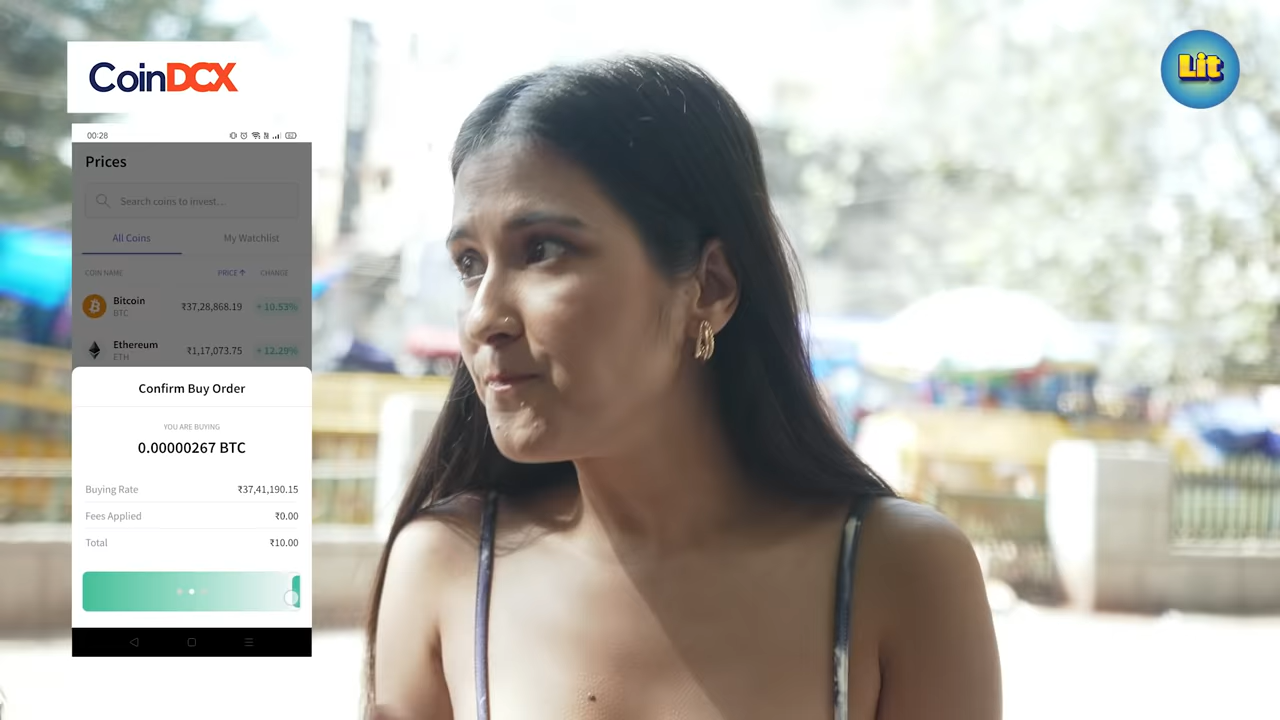 CoinDCX
Lit
00:28
Prices
Search coins to invest...
All Coins
My Watchlist
COIN NAME
PRICE ↑
CHANGE
Bitcoin
₹37,28,868.19
+ 10.53%
BTC
Ethereum
₹1,17,073.75
+ 12.29%
ETH
Confirm Buy Order
YOU ARE BUYING
0.00000267 BTC
Buying Rate
₹37,41,190.15
Fees Applied
₹0.00
Total
₹10.00